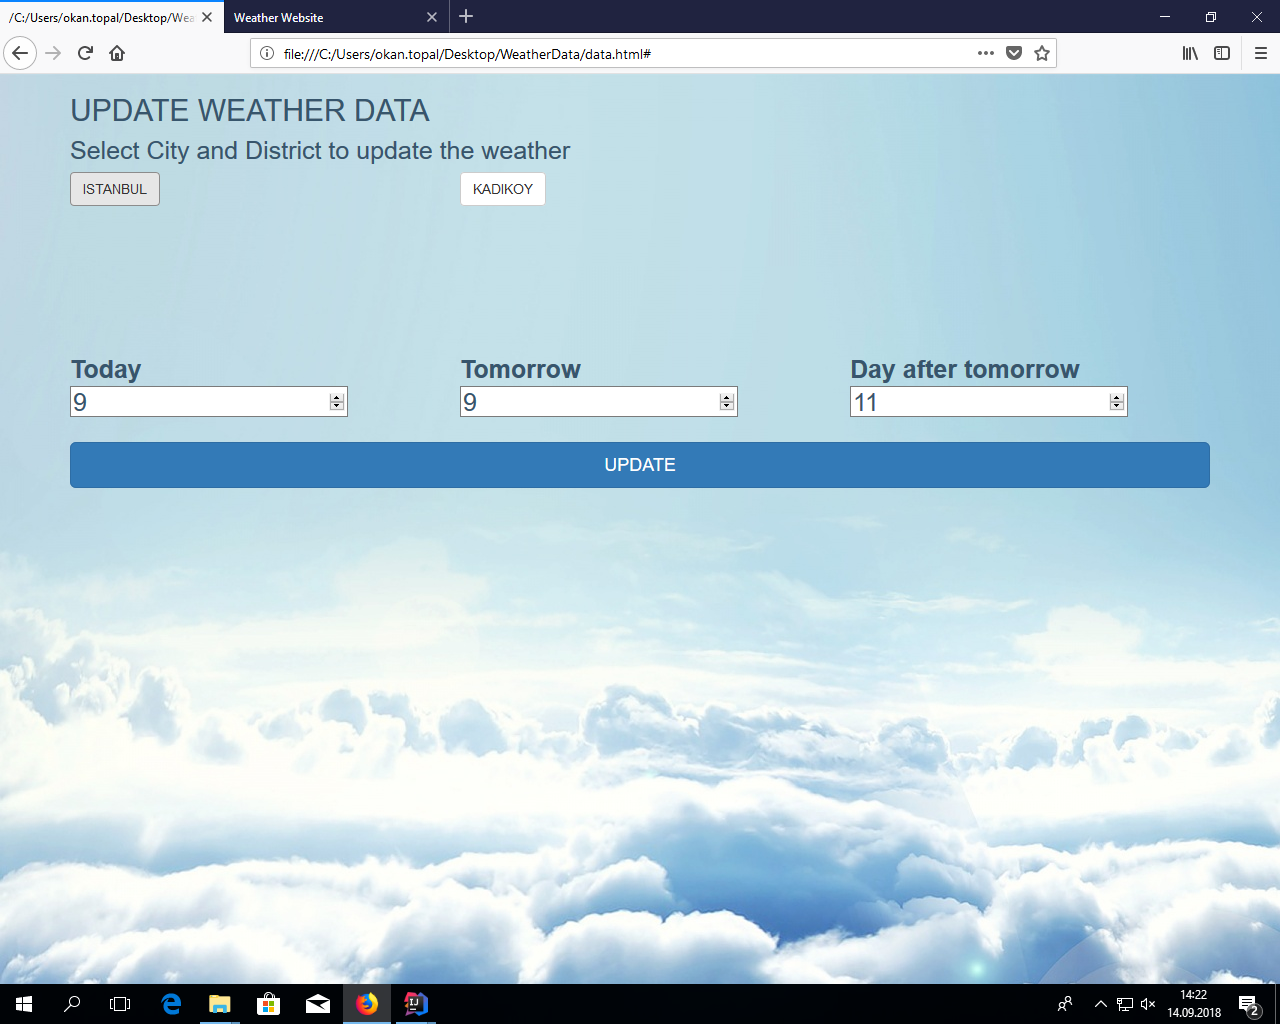 /C:/Users/okan.topal/Desktop/Wea
Weather Website
file:///C:/Users/okan.topal/Desktop/WeatherData/data.html#
UPDATE WEATHER DATA
Select City and District to update the weather
ISTANBUL
KADIKOY
Today
Tomorrow
Day after tomorrow
9
9
11
UPDATE
14:22
14.09.2018
2
IJ